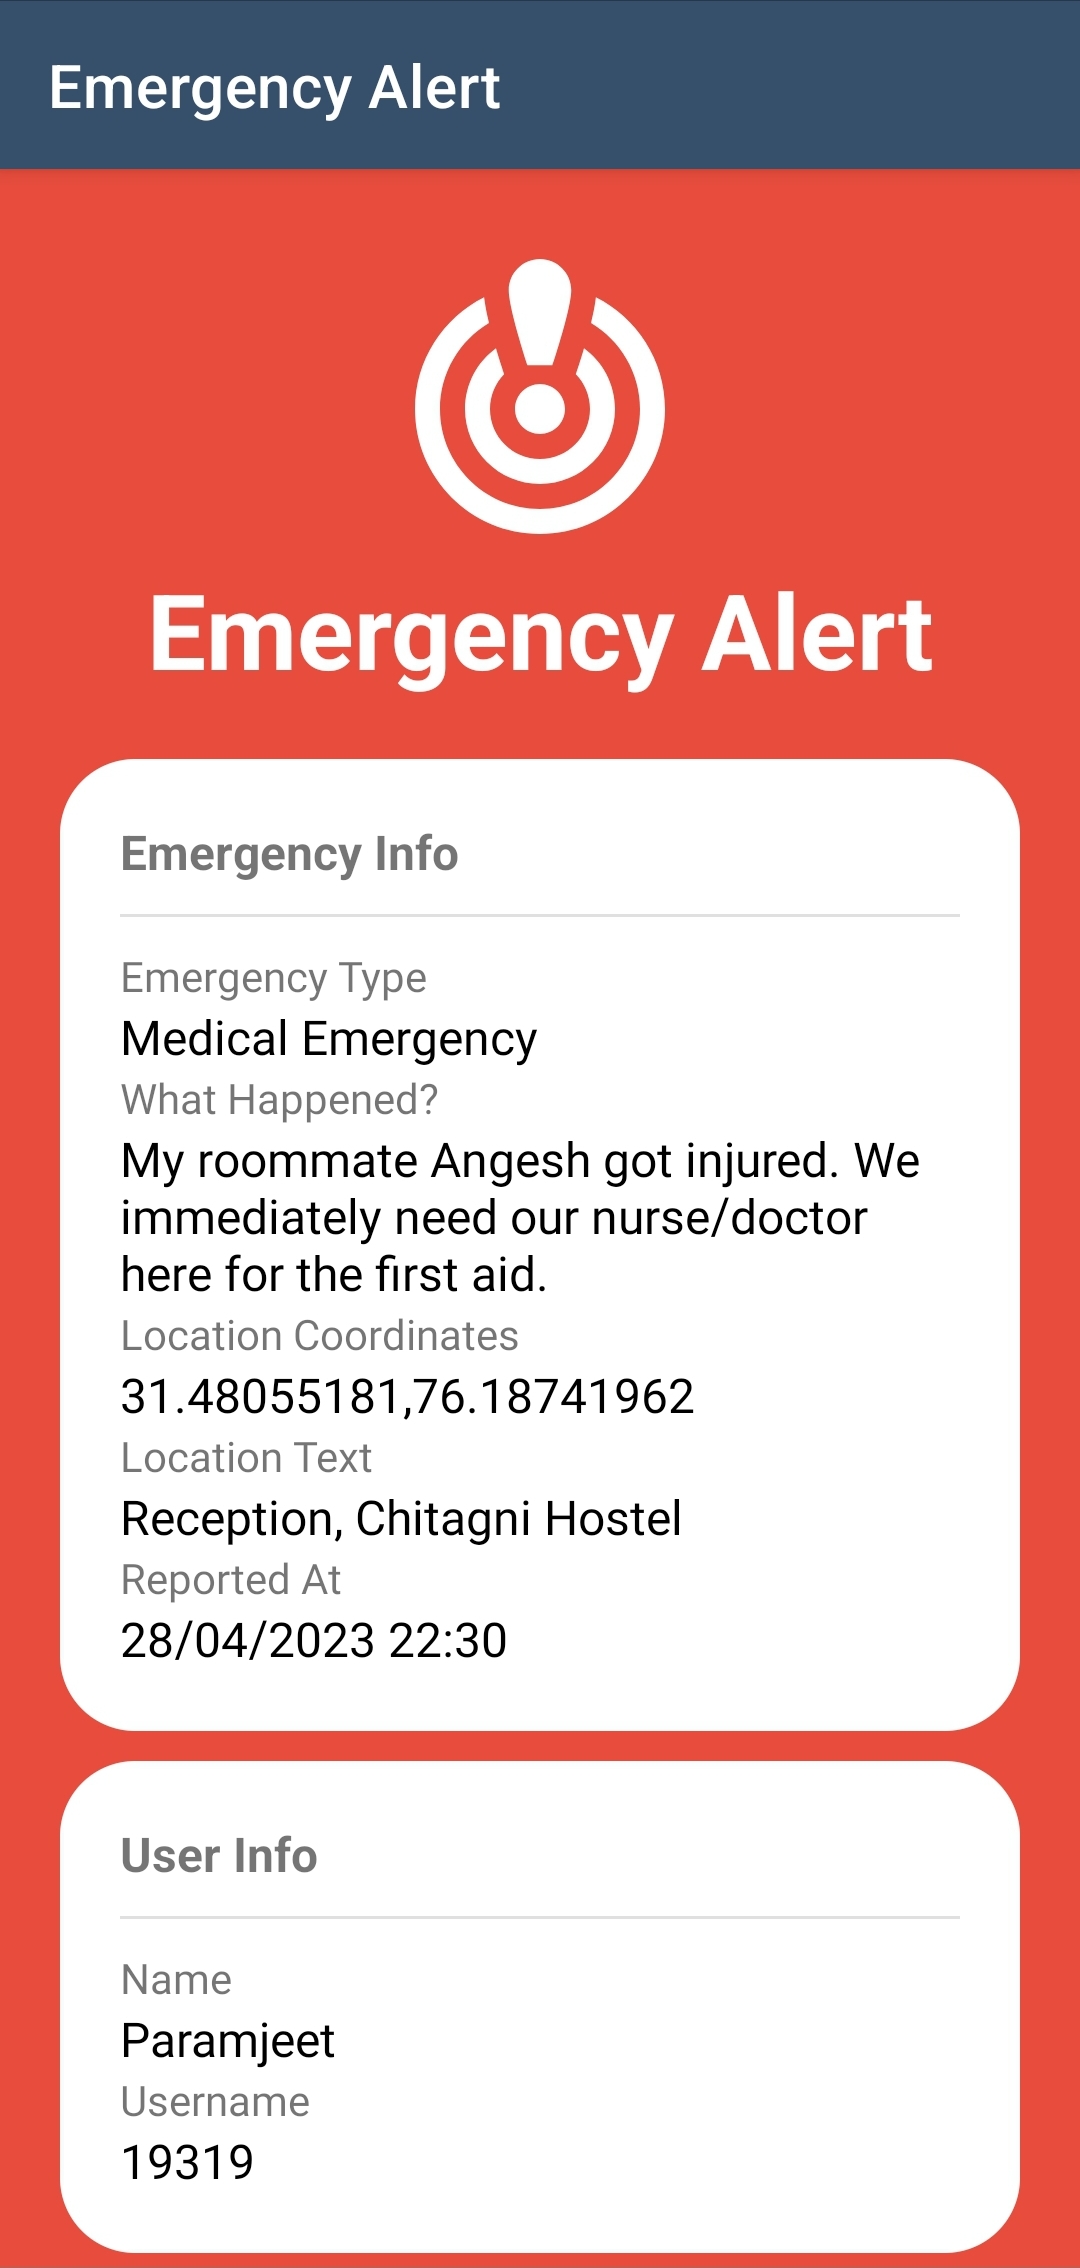 Emergency Alert
Emergency Alert
Emergency Info
Emergency Type
Medical Emergency
What Happened?
My roommate Angesh got injured. We
immediately need our nurse/doctor
here for the first aid.
Location Coordinates
31.48055181,76.18741962
Location Text
Reception, Chitagni Hostel
Reported At
28/04/2023 22:30
User Info
Name
Paramjeet
Username
19319